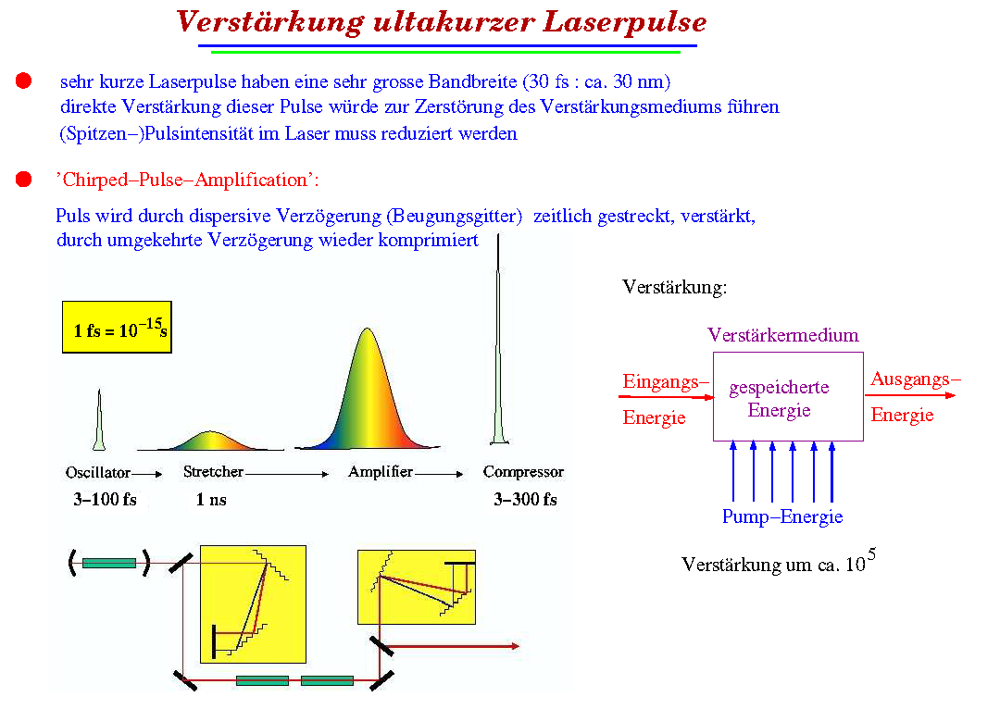 Verstärkung ultakurzer Laserpulse
sehr kurze Laserpulse haben eine sehr grosse Bandbreite (30 fs : ca. 30 nm)
direkte Verstärkung dieser Pulse würde zur Zerstörung des Verstärkungsmediums führen
(Spitzen−)Pulsintensität im Laser muss reduziert werden
’Chirped−Pulse−Amplification’:
Puls wird durch dispersive Verzögerung (Beugungsgitter) zeitlich gestreckt, verstärkt,
durch umgekehrte Verzögerung wieder komprimiert
1 fs = 10⁻¹⁵s
Oscillator
Stretcher
Amplifier
Compressor
3−100 fs
1 ns
3−300 fs
Verstärkung:
Verstärkermedium
Eingangs−
Energie
gespeicherte
Energie
Ausgangs−
Energie
Pump−Energie
Verstärkung um ca. 10⁵